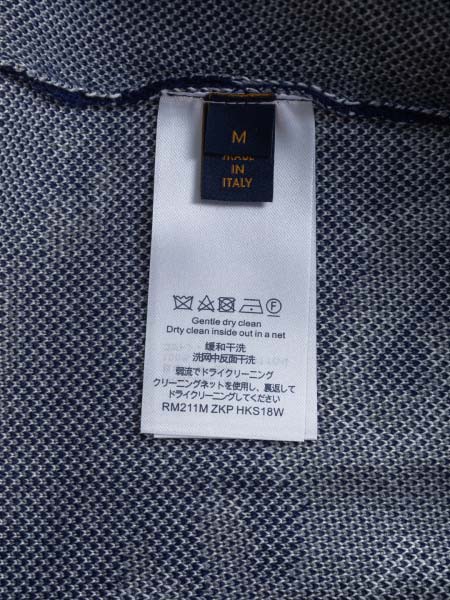 M
MADE
IN
ITALY
Gentle dry clean
Drty clean inside out in a net
缓和干洗
洗网中反面干洗
弱流でドライクリーニング
クリーニングネットを使用し、裏返して
ドライクリーニングしてください
RM211M ZKP HKS18W